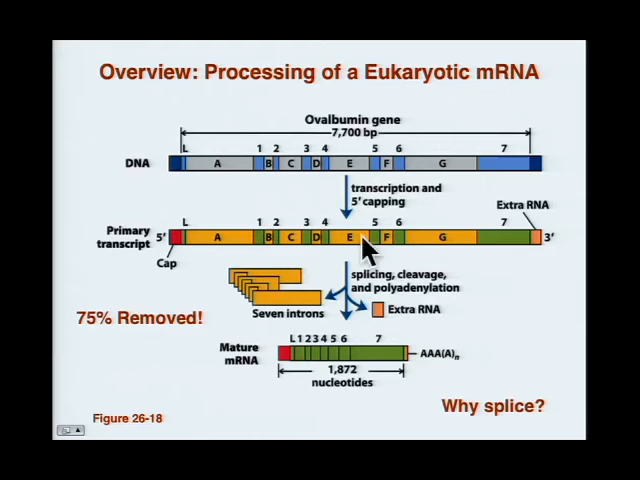 Overview: Processing of a Eukaryotic mRNA
Ovalbumin gene
7,700 bp
L 1 2 3 4 5 6 7
DNA A B C D E F G
transcription and
5′ capping
Extra RNA
L 1 2 3 4 5 6 7
Primary
transcript 5′ A B C D E F G 3′
Cap
splicing, cleavage,
and polyadenylation
Seven introns
Extra RNA
75% Removed!
L 1 2 3 4 5 6 7
Mature
mRNA
AAA(A)n
1,872
nucleotides
Why splice?
Figure 26-18